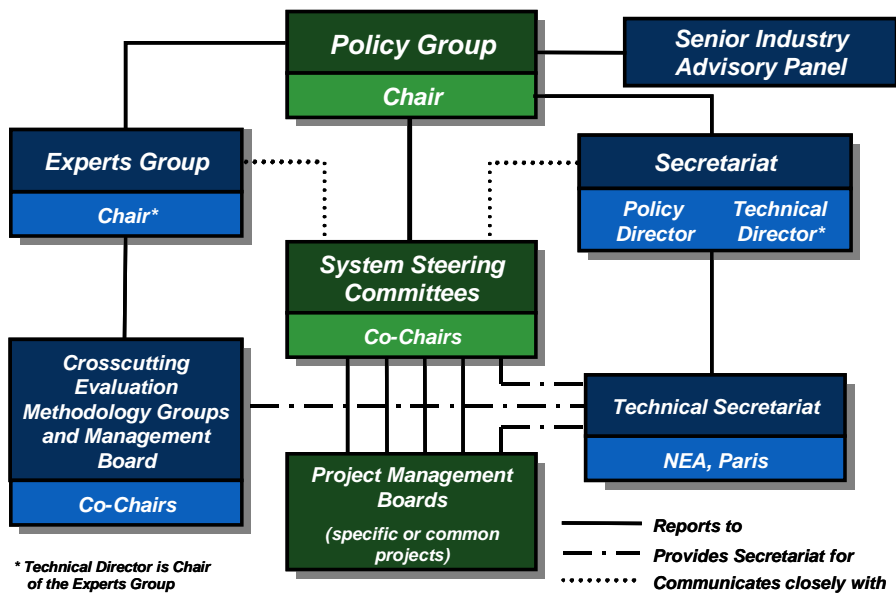 Policy Group
Chair
Senior Industry
Advisory Panel
Experts Group
Chair*
Secretariat
Policy
Director
Technical
Director*
System Steering
Committees
Co-Chairs
Crosscutting
Evaluation
Methodology Groups
and Management
Board
Co-Chairs
Technical Secretariat
NEA, Paris
Project Management
Boards
(specific or common
projects)
Reports to
Provides Secretariat for
Communicates closely with
* Technical Director is Chair
of the Experts Group